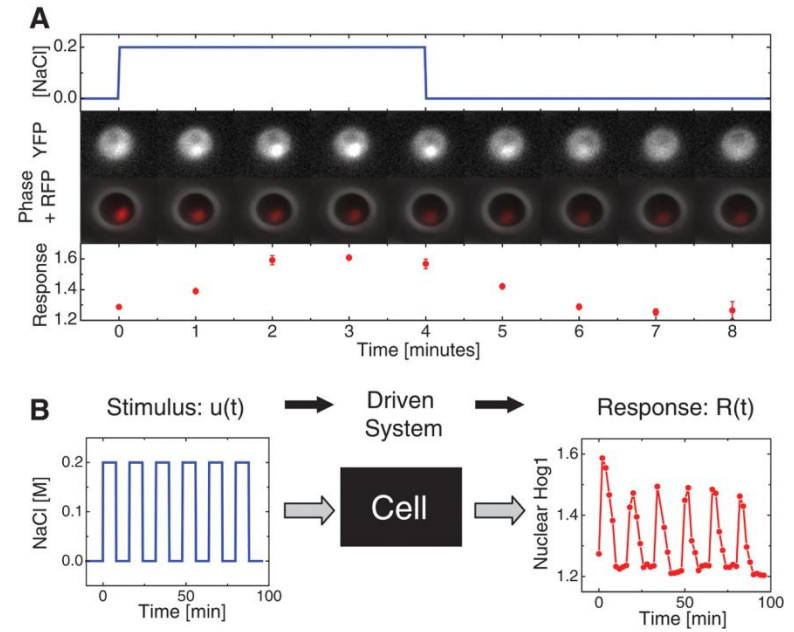 A
[NaCl]
0.2
0.0
YFP
Phase
+ RFP
Response
1.6
1.4
1.2
0 1 2 3 4 5 6 7 8
Time [minutes]
B
Stimulus: u(t)
Driven
System
Response: R(t)
NaCl [M]
0.2
0.1
0.0
0 50 100
Time [min]
Cell
Nuclear Hog1
1.6
1.4
1.2
0 50 100
Time [min]